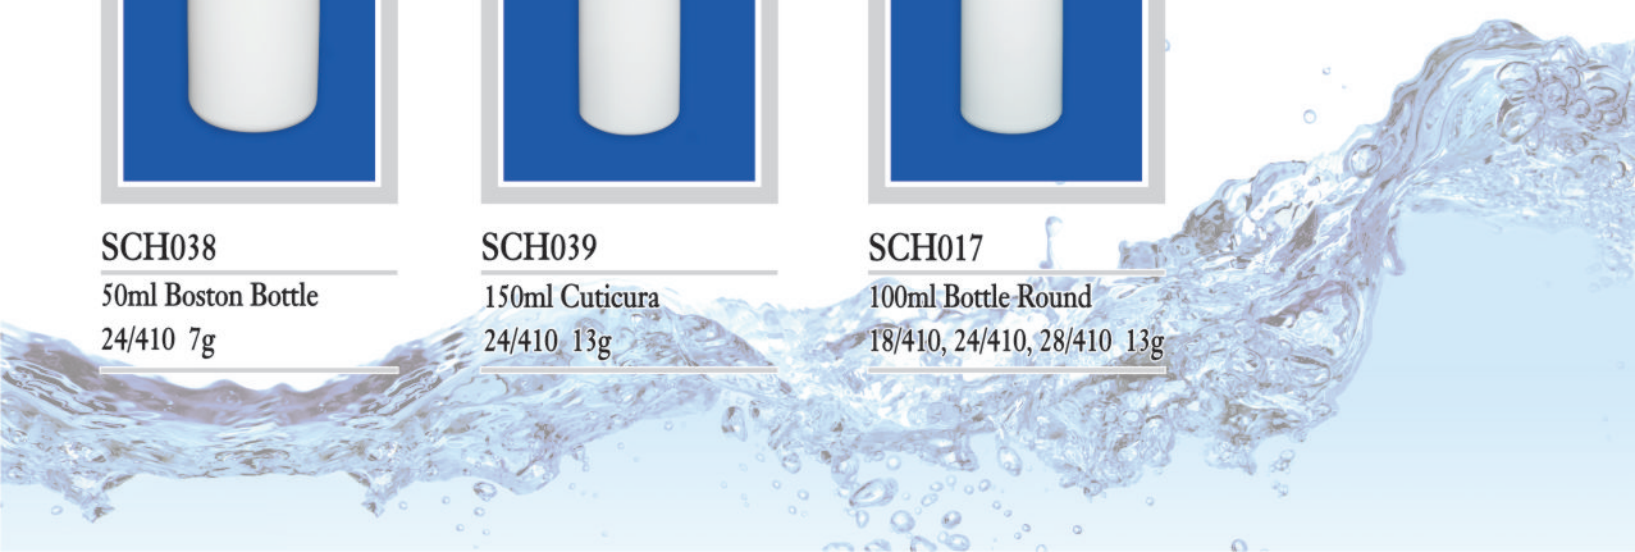 SCH038
50ml Boston Bottle
24/410 7g
SCH039
150ml Cuticura
24/410 13g
SCH017
100ml Bottle Round
18/410, 24/410, 28/410 13g